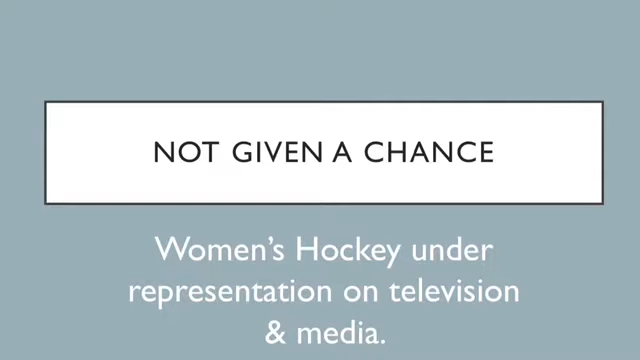 NOT GIVEN A CHANCE
Women’s Hockey under
representation on television
& media.